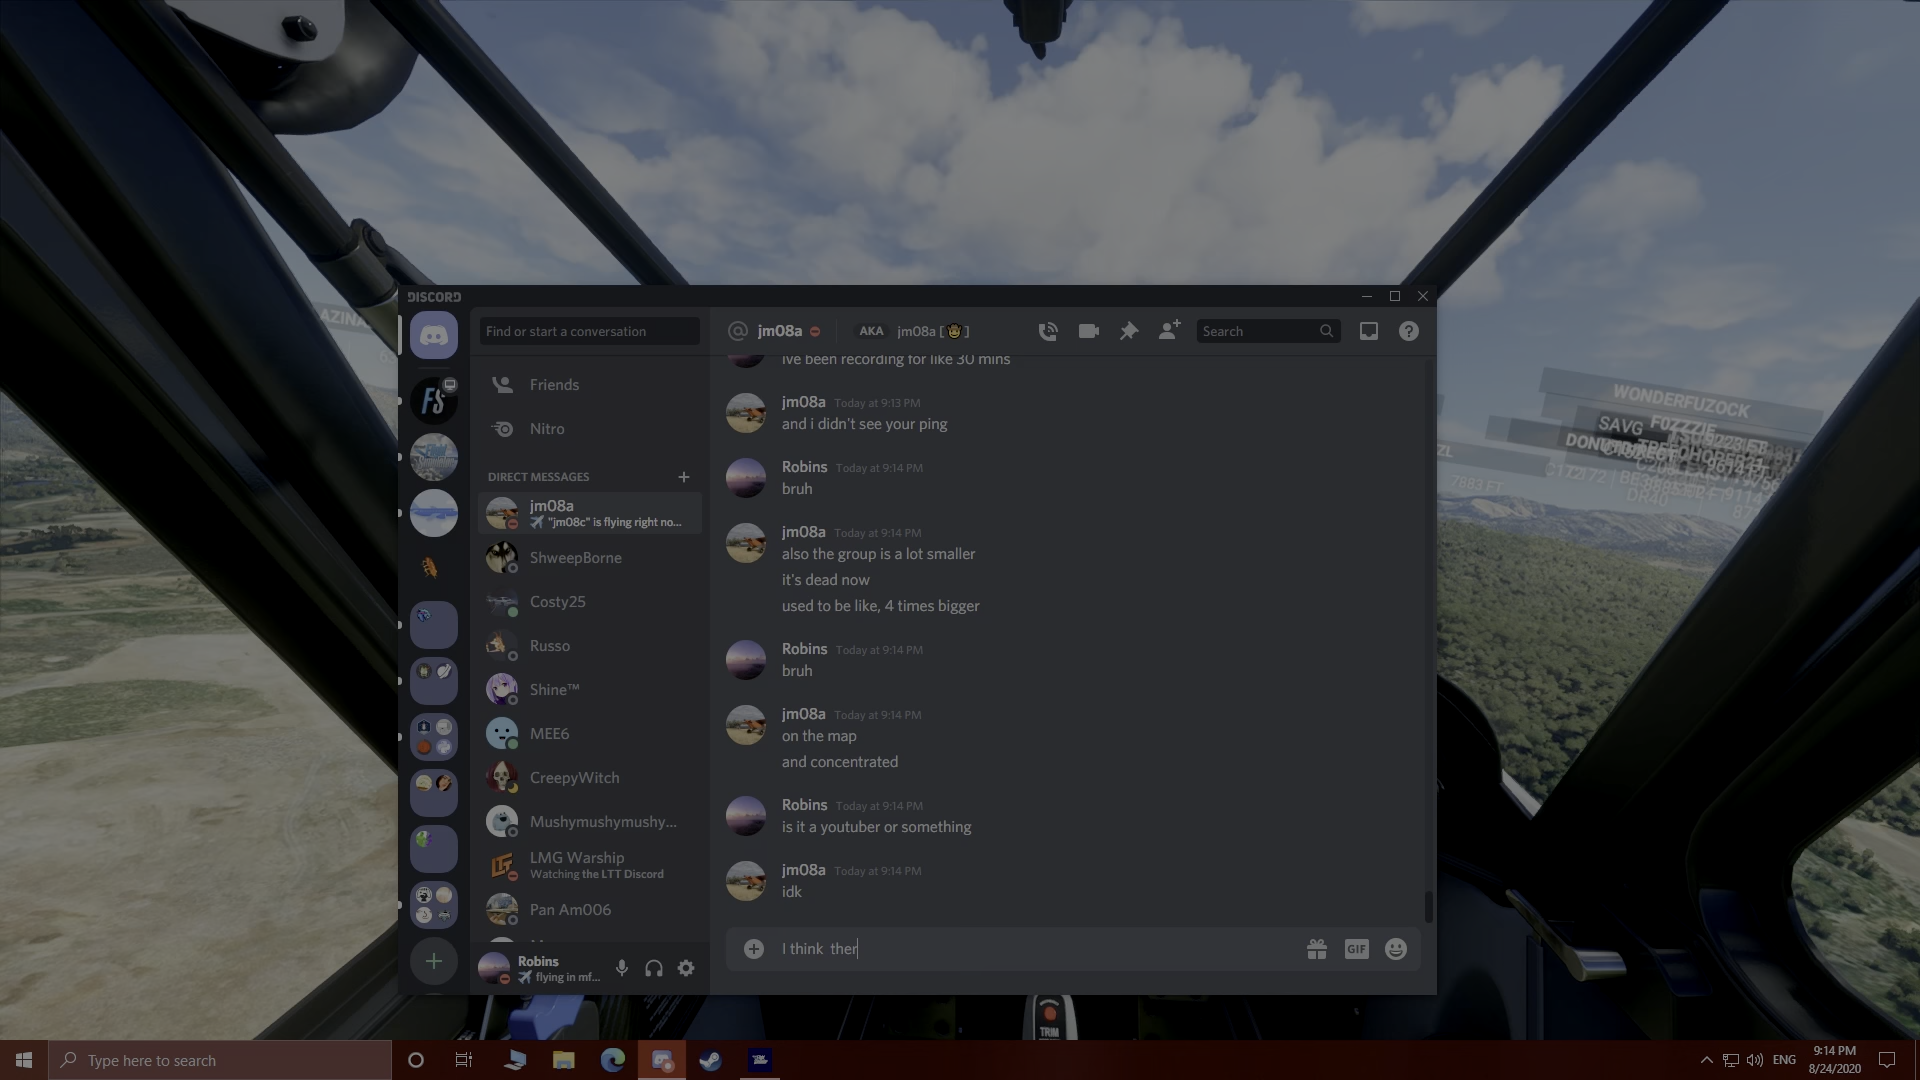 DISCORD
Find or start a conversation
jm08a
AKA
jm08a [🤠]
Search
Friends
Nitro
DIRECT MESSAGES
jm08a
"jm08c" is flying right no...
ShweepBorne
Costy25
Russo
Shine™
MEE6
CreepyWitch
Mushymushymushy...
LMG Warship
Watching the LTT Discord
Pan Am006
Robins
flying in mf...
ive been recording for like 30 mins
jm08a Today at 9:13 PM
and i didn't see your ping
Robins Today at 9:14 PM
bruh
jm08a Today at 9:14 PM
also the group is a lot smaller
it's dead now
used to be like, 4 times bigger
Robins Today at 9:14 PM
bruh
jm08a Today at 9:14 PM
on the map
and concentrated
Robins Today at 9:14 PM
is it a youtuber or something
jm08a Today at 9:14 PM
idk
I think  ther
GIF
FS
AZINA
WONDERFUZOCK
FOZZZIE
SAVG
7883 FT
DR40
TRIM
Type here to search
ENG
9:14 PM
8/24/2020